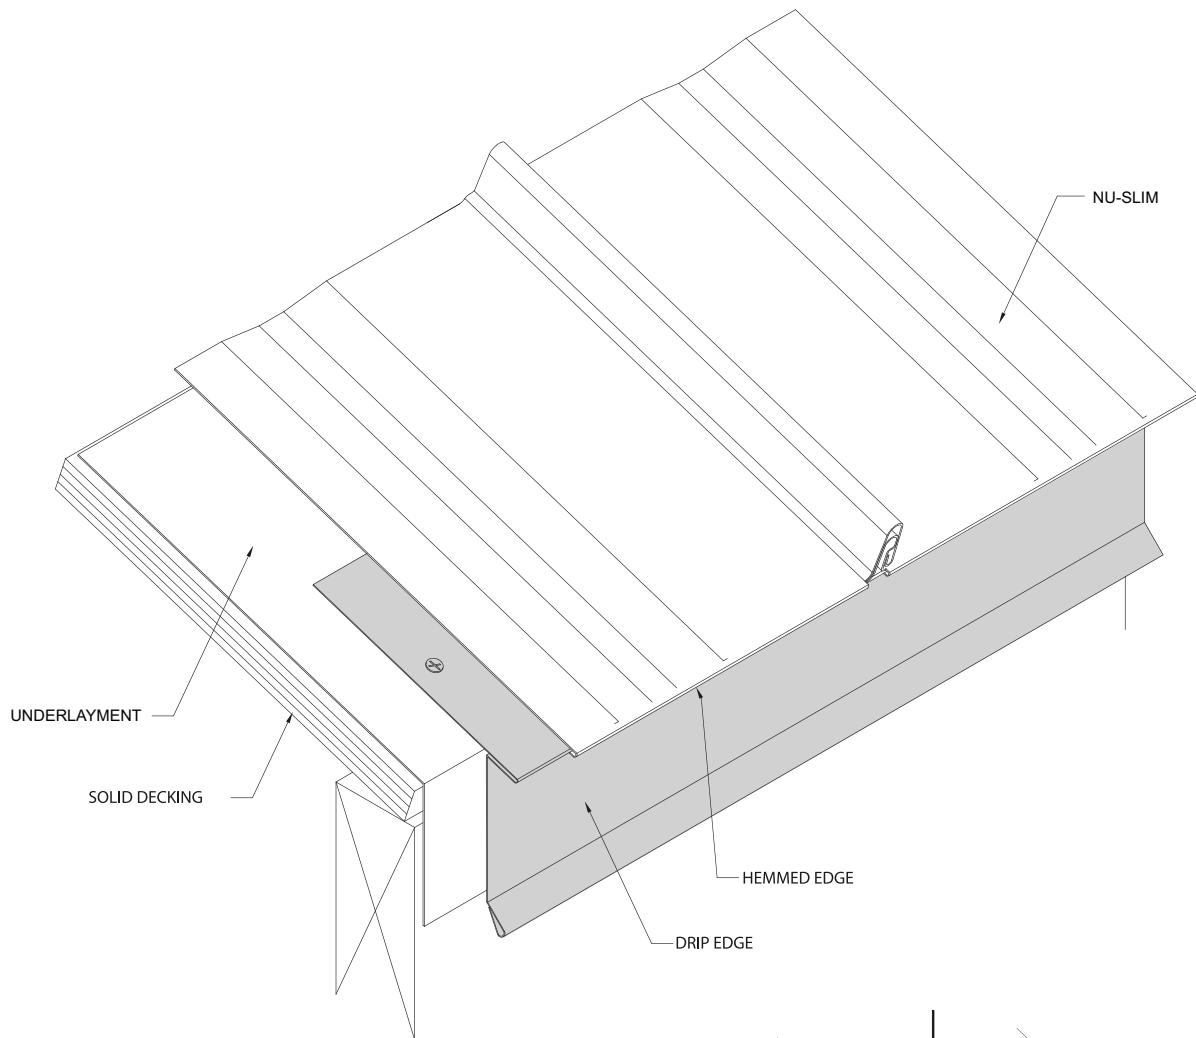 NU-SLIM
UNDERLAYMENT
SOLID DECKING
HEMMED EDGE
DRIP EDGE